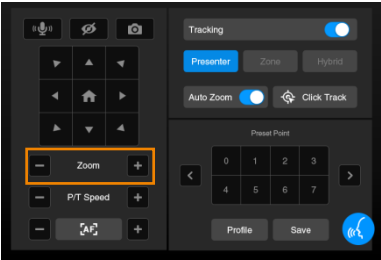 Tracking
Presenter Zone Hybrid
Auto Zoom Click Track
− Zoom +
− P/T Speed +
− [AF] +
Preset Point
0 1 2 3
4 5 6 7
Profile Save